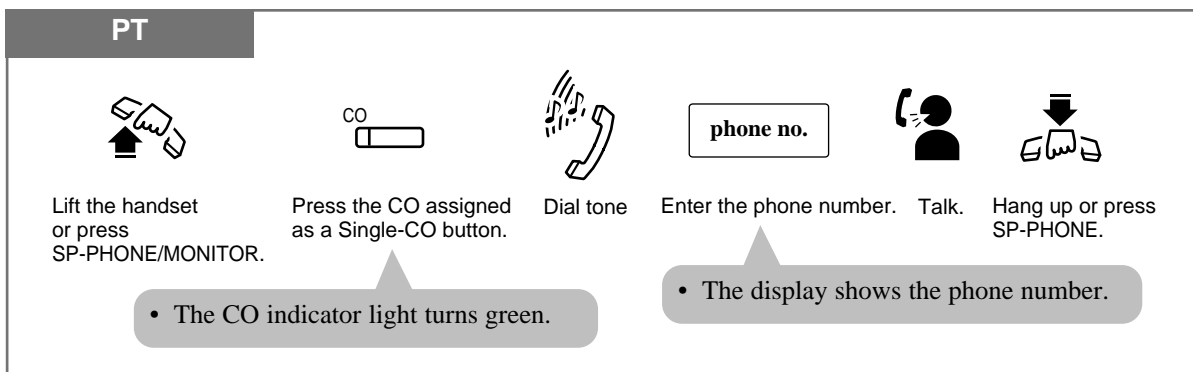 PT
CO
phone no.
Lift the handset
or press
SP-PHONE/MONITOR.
Press the CO assigned
as a Single-CO button.
Dial tone
Enter the phone number.
Talk.
Hang up or press
SP-PHONE.
• The CO indicator light turns green.
• The display shows the phone number.